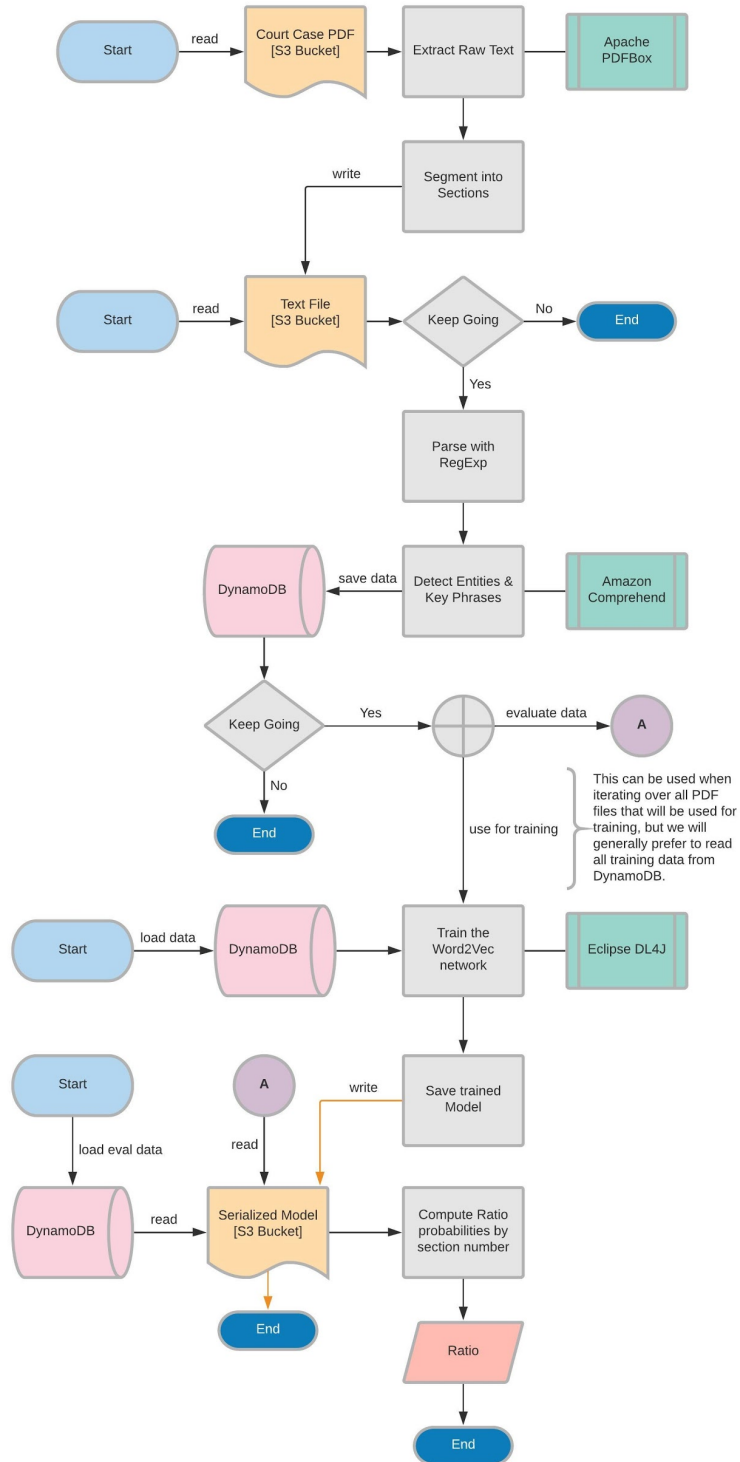 Start
read
Court Case PDF
[S3 Bucket]
Extract Raw Text
Apache
PDFBox
write
Segment into
Sections
Start
read
Text File
[S3 Bucket]
Keep Going
No
End
Yes
Parse with
RegExp
DynamoDB
save data
Detect Entities &
Key Phrases
Amazon
Comprehend
Keep Going
Yes
evaluate data
A
No
End
use for training
This can be used when
iterating over all PDF
files that will be used for
training, but we will
generally prefer to read
all training data from
DynamoDB.
Start
load data
DynamoDB
Train the
Word2Vec
network
Eclipse DL4J
Start
A
write
Save trained
Model
load eval data
read
DynamoDB
read
Serialized Model
[S3 Bucket]
Compute Ratio
probabilities by
section number
End
Ratio
End